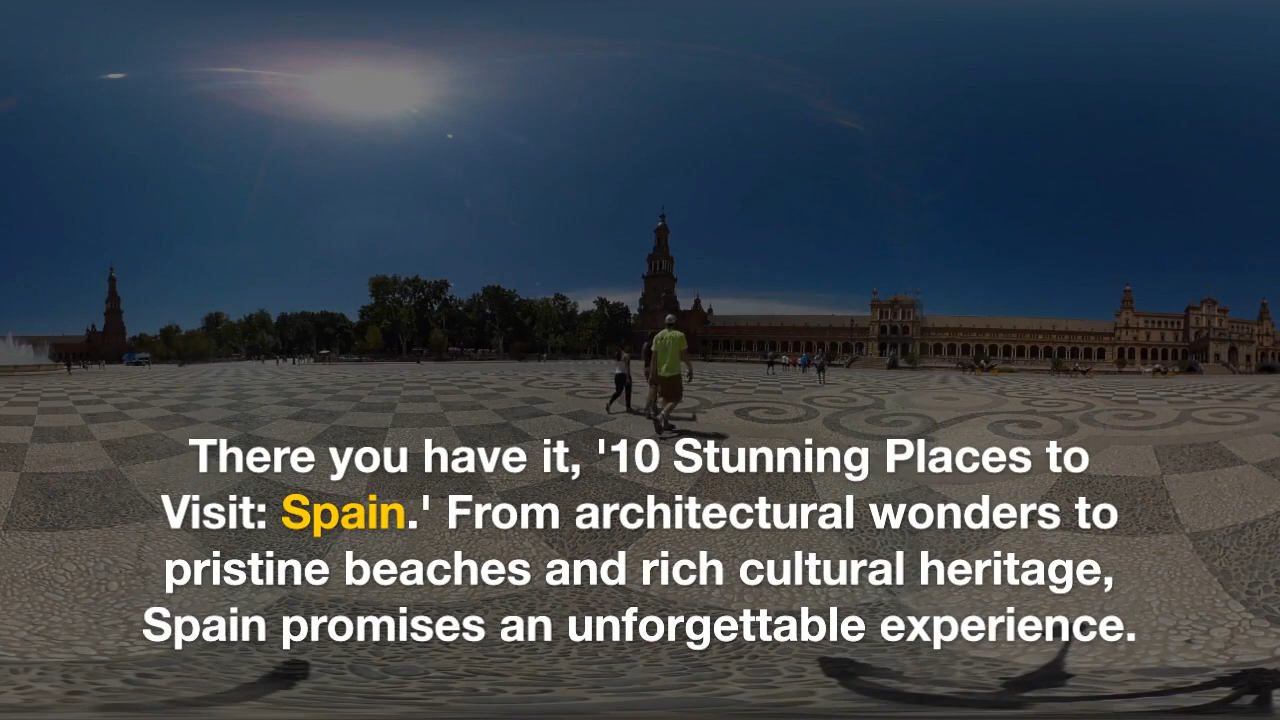 There you have it, '10 Stunning Places to
Visit: Spain.' From architectural wonders to
pristine beaches and rich cultural heritage,
Spain promises an unforgettable experience.